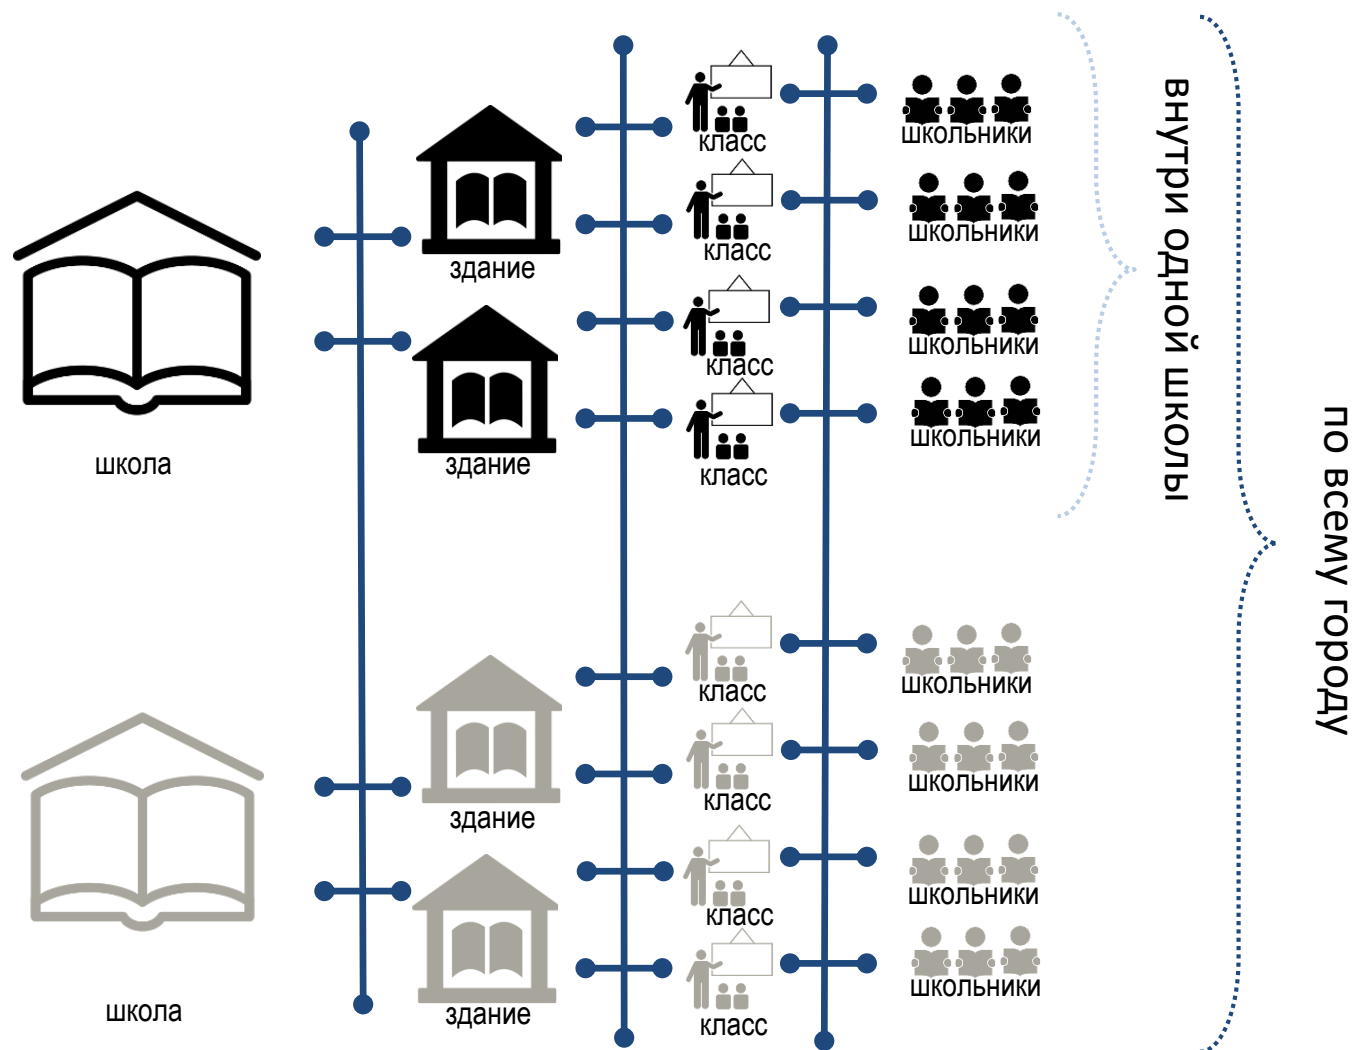 школа
здание
здание
класс
класс
класс
класс
школьники
школьники
школьники
школьники
внутри одной школы
школа
здание
здание
класс
класс
класс
класс
школьники
школьники
школьники
школьники
по всему городу